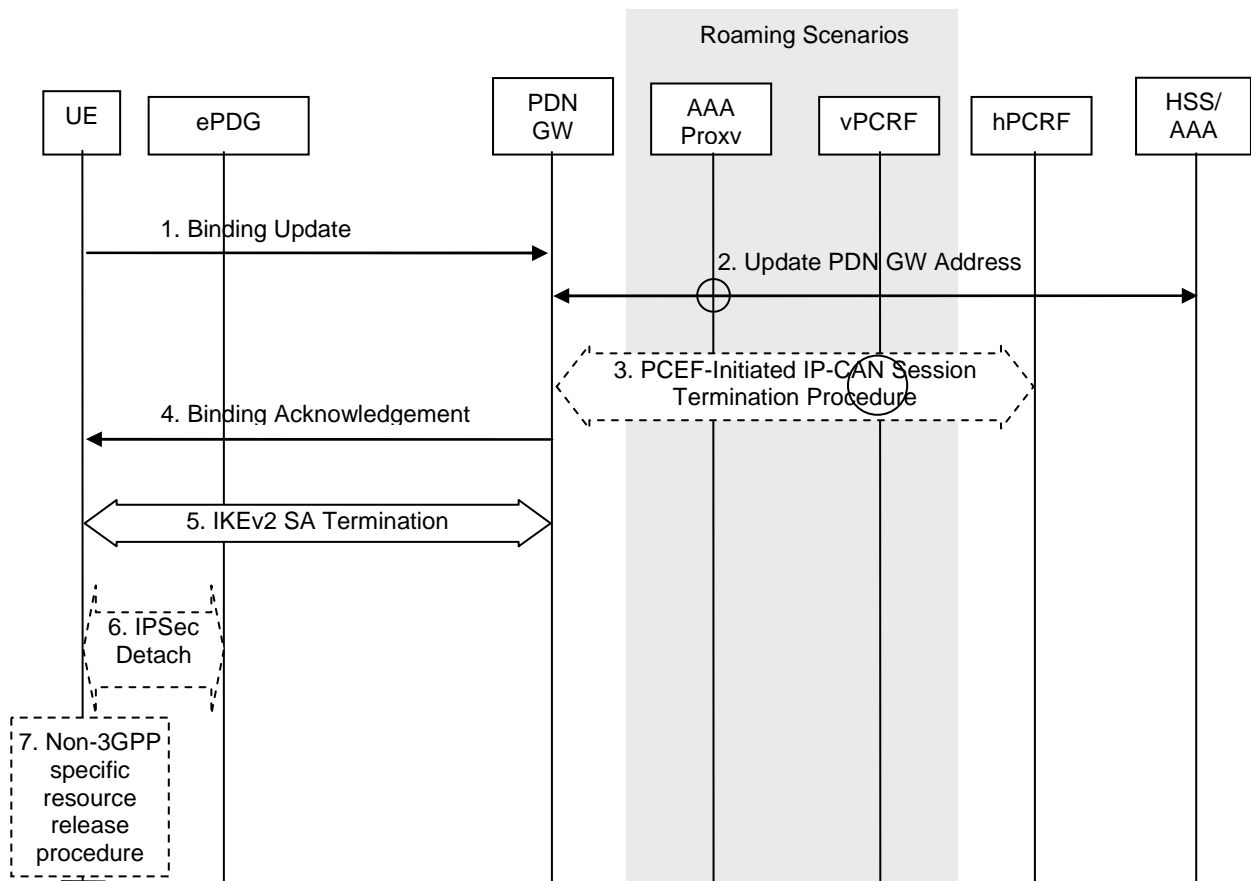 Roaming Scenarios
UE
ePDG
PDN
GW
AAA
Proxy
vPCRF
hPCRF
HSS/
AAA
1. Binding Update
2. Update PDN GW Address
3. PCEF-Initiated IP-CAN Session
Termination Procedure
4. Binding Acknowledgement
5. IKEv2 SA Termination
6. IPSec
Detach
7. Non-3GPP
specific
resource
release
procedure